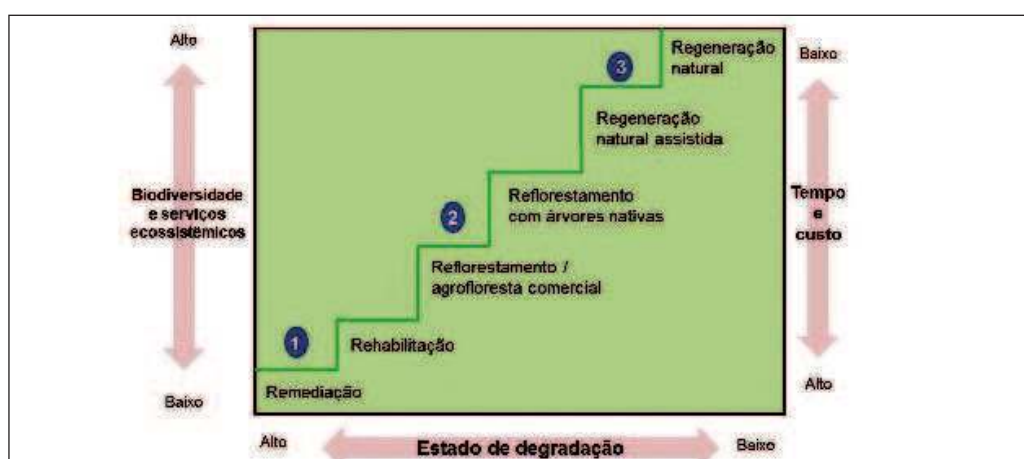 Alto
Biodiversidade
e serviços
ecossistêmicos
Baixo
3
Regeneração
natural
Regeneração
natural assistida
2
Reflorestamento
com árvores nativas
Reflorestamento /
agrofloresta comercial
1
Rehabilitação
Remediação
Baixo
Tempo
e
custo
Alto
Alto
Estado de degradação
Baixo